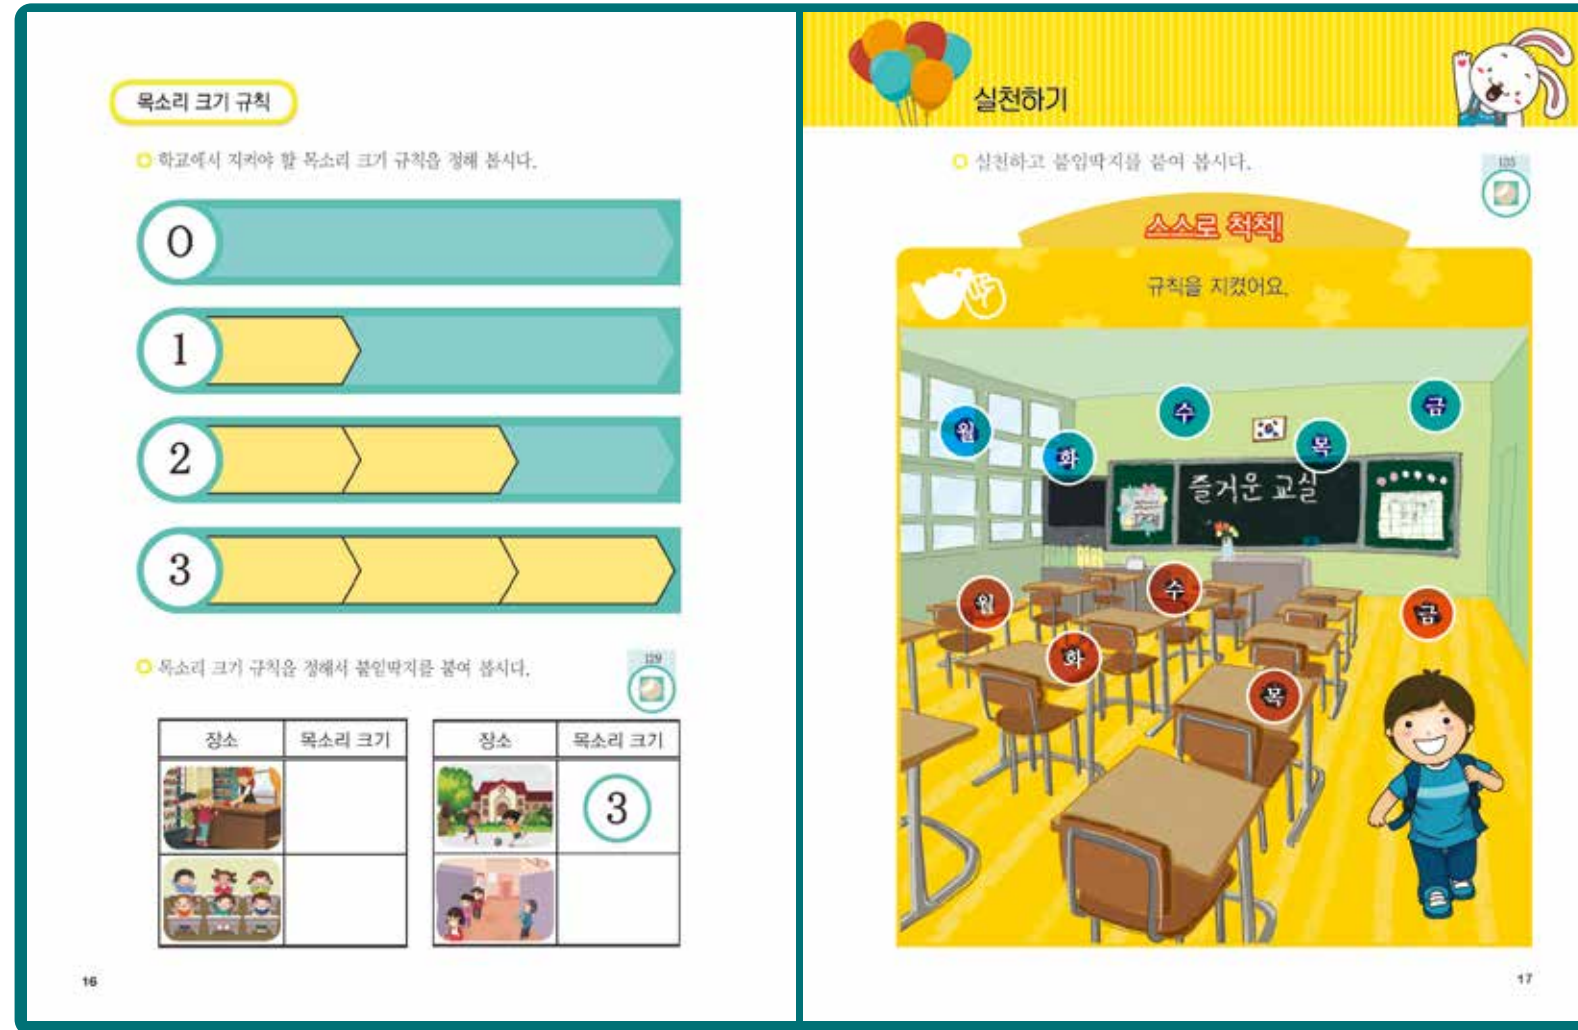 목소리 크기 규칙
학교에서 지켜야 할 목소리 크기 규칙을 정해 봅시다.
0
1
2
3
목소리 크기 규칙을 정해서 붙임딱지를 붙여 봅시다.
129
장소 목소리 크기
장소 목소리 크기
3
16
실천하기
실천하고 붙임딱지를 붙여 봅시다.
135
스스로 척척!
규칙을 지켰어요.
월 화 수 목 금
즐거운 교실
월 화 수 목 금
17